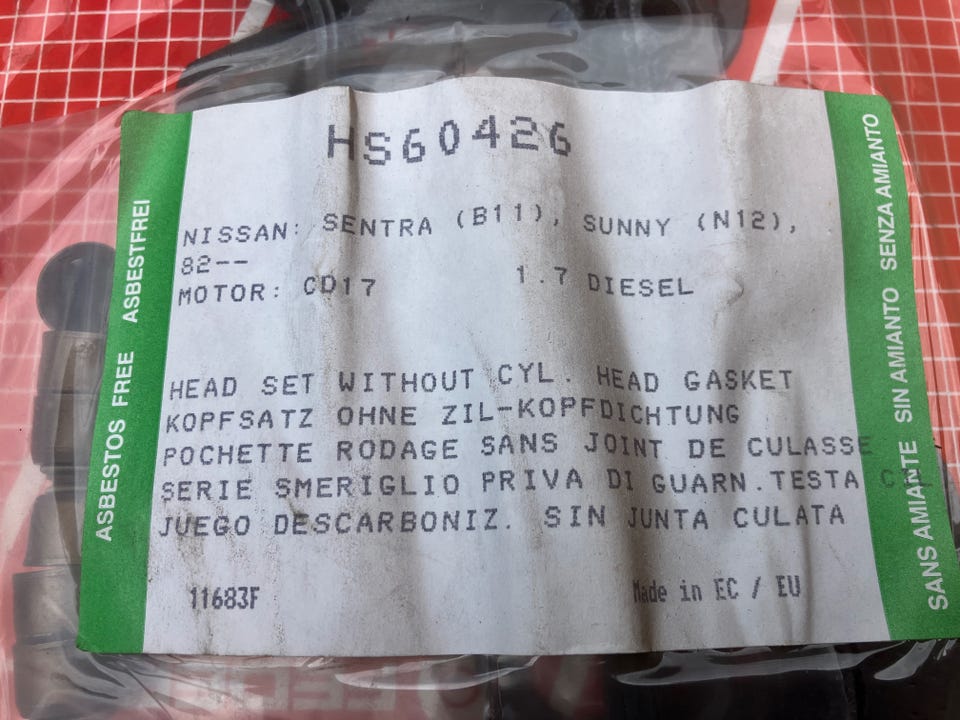 HS60426
NISSAN: SENTRA (B11), SUNNY (N12),
82--
MOTOR: CD17 1.7 DIESEL
HEAD SET WITHOUT CYL. HEAD GASKET
KOPFSATZ OHNE ZIL-KOPFDICHTUNG
POCHETTE RODAGE SANS JOINT DE CULASSE
SERIE SMERIGLIO PRIVA DI GUARN.TESTA CIL
JUEGO DESCARBONIZ. SIN JUNTA CULATA
11683F Made in EC / EU
ASBESTOS FREE ASBESTFREI
SANS AMIANTE SIN AMIANTO SENZA AMIANTO